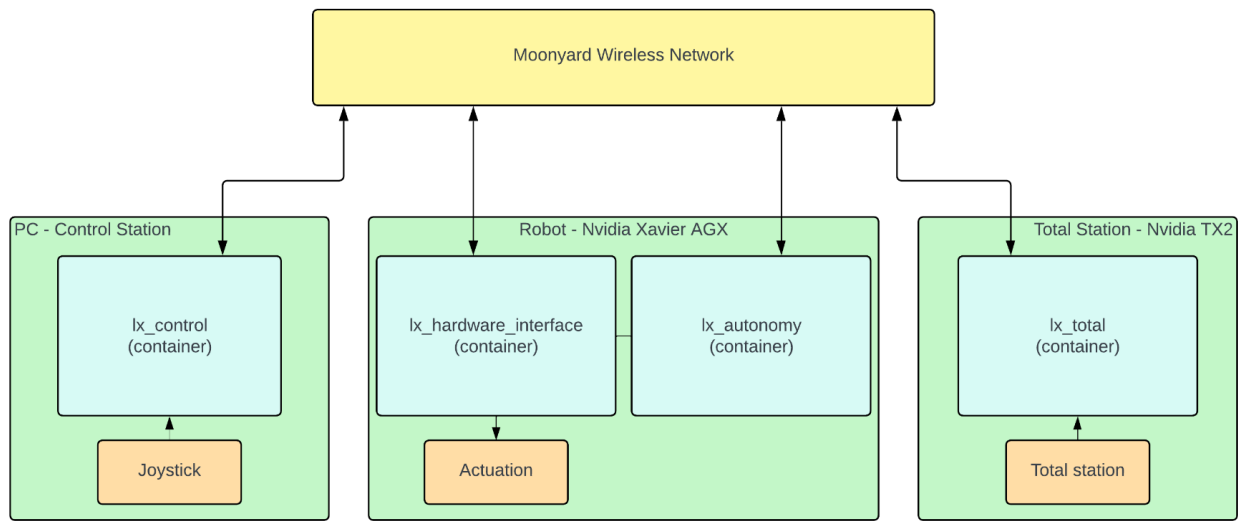 Moonyard Wireless Network
PC - Control Station
lx_control
(container)
Joystick
Robot - Nvidia Xavier AGX
lx_hardware_interface
(container)
lx_autonomy
(container)
Actuation
Total Station - Nvidia TX2
lx_total
(container)
Total station